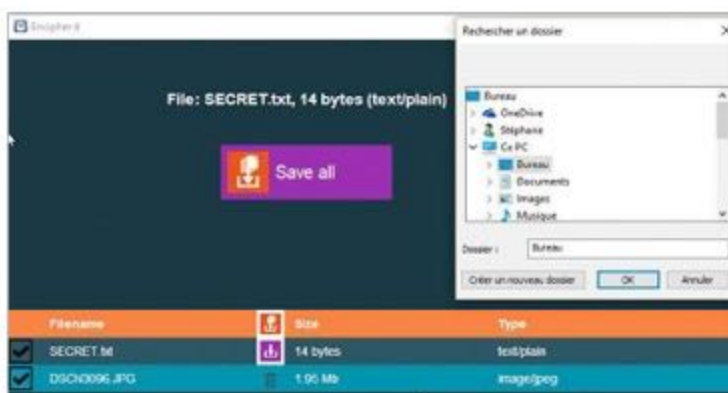 Encipher it
Rechercher un dossier
File: SECRET.txt, 14 bytes (text/plain)
Save all
Bureau
OneDrive
Stéphane
Ce PC
Bureau
Documents
Images
Musique
Dossier :
Bureau
Créer un nouveau dossier
OK
Annuler
Filename
Size
Type
SECRET.txt
14 bytes
text/plain
DSCN3096.JPG
1.95 Mb
image/jpeg